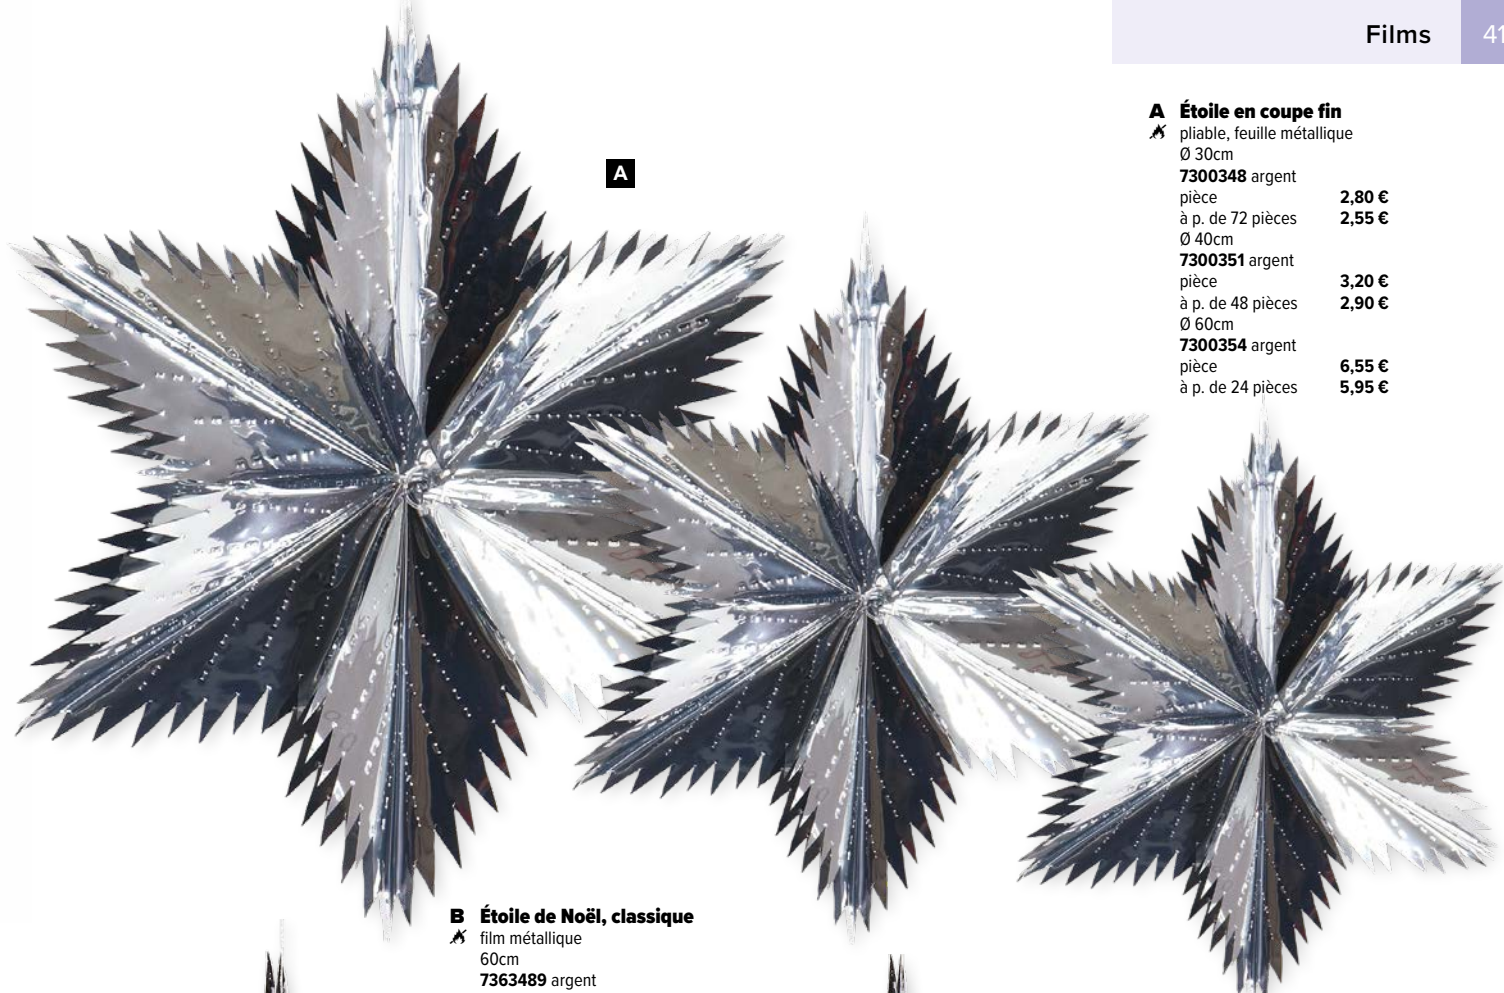 Films 41
A
A Étoile en coupe fin
pliable, feuille métallique
Ø 30cm
7300348 argent
pièce 2,80 €
à p. de 72 pièces 2,55 €
Ø 40cm
7300351 argent
pièce 3,20 €
à p. de 48 pièces 2,90 €
Ø 60cm
7300354 argent
pièce 6,55 €
à p. de 24 pièces 5,95 €
B Étoile de Noël, classique
film métallique
60cm
7363489 argent